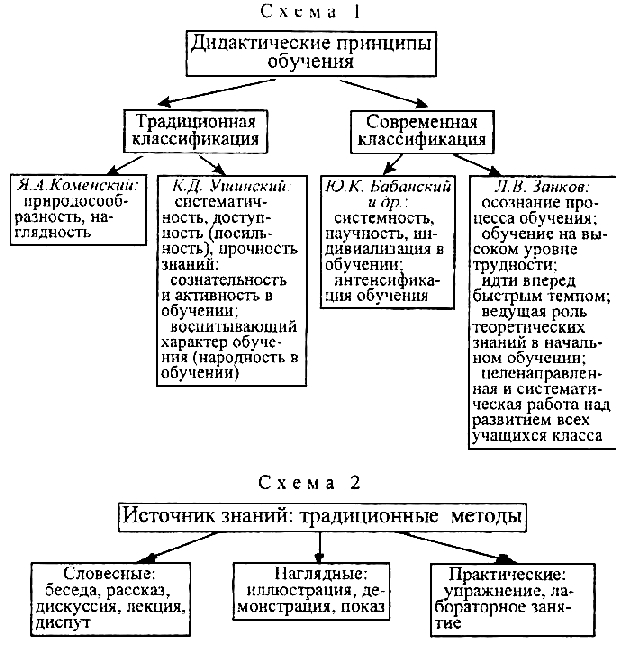 Схема 1
Дидактические принципы
обучения
Традиционная
классификация
Современная
классификация
Я.А.Коменский:
природосооб-
разность, на-
глядность
К.Д. Ушинский:
систематич-
ность, доступ-
ность (посиль-
ность), прочность
знаний;
сознательность
и активность в
обучении;
воспитывающий
характер обуче-
ния (народность в
обучении)
Ю.К. Бабанский
и др.:
системность,
научность, ин-
дивиализация в
обучении;
интенсифика-
ция обучения
Л.В. Занков:
осознание про-
цесса обучения;
обучение на вы-
соком уровне
трудности;
идти вперед
быстрым темпом;
ведущая роль
теоретических
знаний в началь-
ном обучении;
целенаправлен-
ная и системати-
ческая работа над
развитием всех
учащихся класса
Схема 2
Источник знаний: традиционные методы
Словесные:
беседа, рассказ,
дискуссия, лекция,
диспут
Наглядные:
иллюстрация, де-
монстрация, показ
Практические:
упражнение, ла-
бораторное заня-
тие